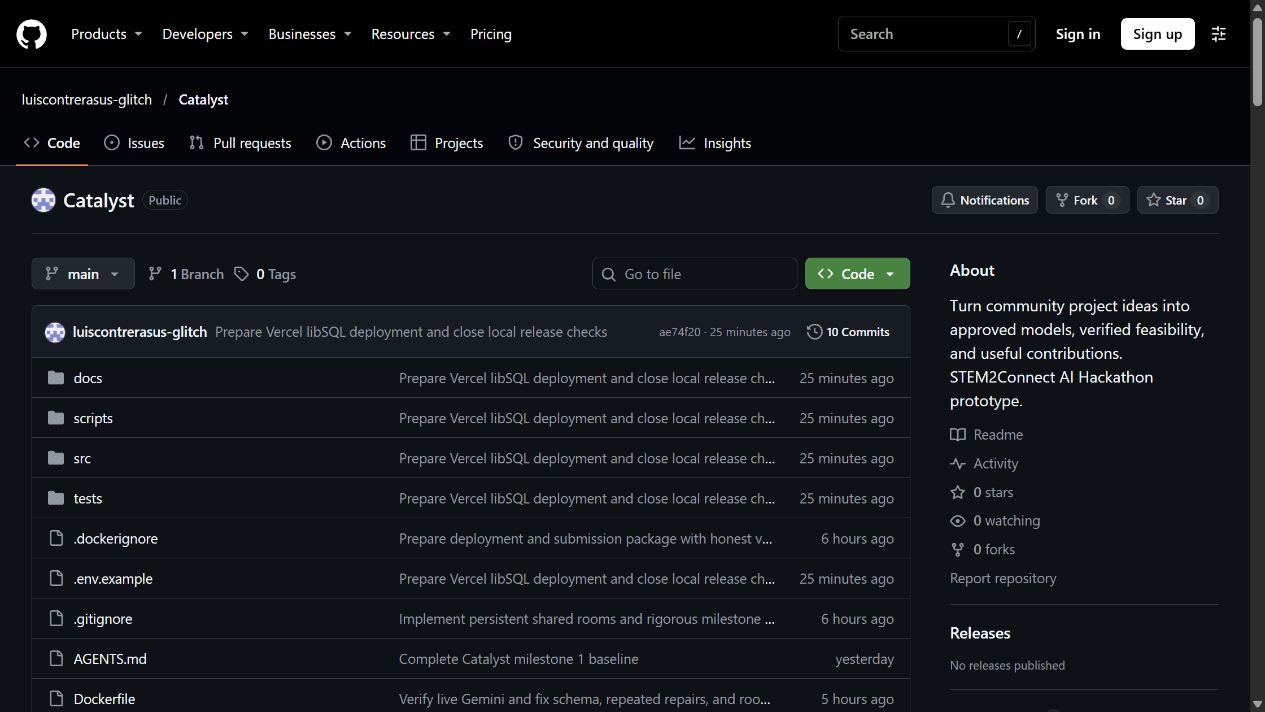 Products Developers Businesses Resources Pricing Search / Sign in Sign up
luiscontrerasus-glitch / Catalyst
Code Issues Pull requests Actions Projects Security and quality Insights
Catalyst Public Notifications Fork 0 Star 0
main 1 Branch 0 Tags Go to file Code
luiscontrerasus-glitch Prepare Vercel libSQL deployment and close local release checks ae74f20 · 25 minutes ago 10 Commits
docs Prepare Vercel libSQL deployment and close local release ch... 25 minutes ago
scripts Prepare Vercel libSQL deployment and close local release ch... 25 minutes ago
src Prepare Vercel libSQL deployment and close local release ch... 25 minutes ago
tests Prepare Vercel libSQL deployment and close local release ch... 25 minutes ago
.dockerignore Prepare deployment and submission package with honest v... 6 hours ago
.env.example Prepare Vercel libSQL deployment and close local release ch... 25 minutes ago
.gitignore Implement persistent shared rooms and rigorous milestone ... 6 hours ago
AGENTS.md Complete Catalyst milestone 1 baseline yesterday
Dockerfile Verify live Gemini and fix schema, repeated repairs, and roo... 5 hours ago
About
Turn community project ideas into
approved models, verified feasibility,
and useful contributions.
STEM2Connect AI Hackathon
prototype.
Readme
Activity
0 stars
0 watching
0 forks
Report repository
Releases
No releases published